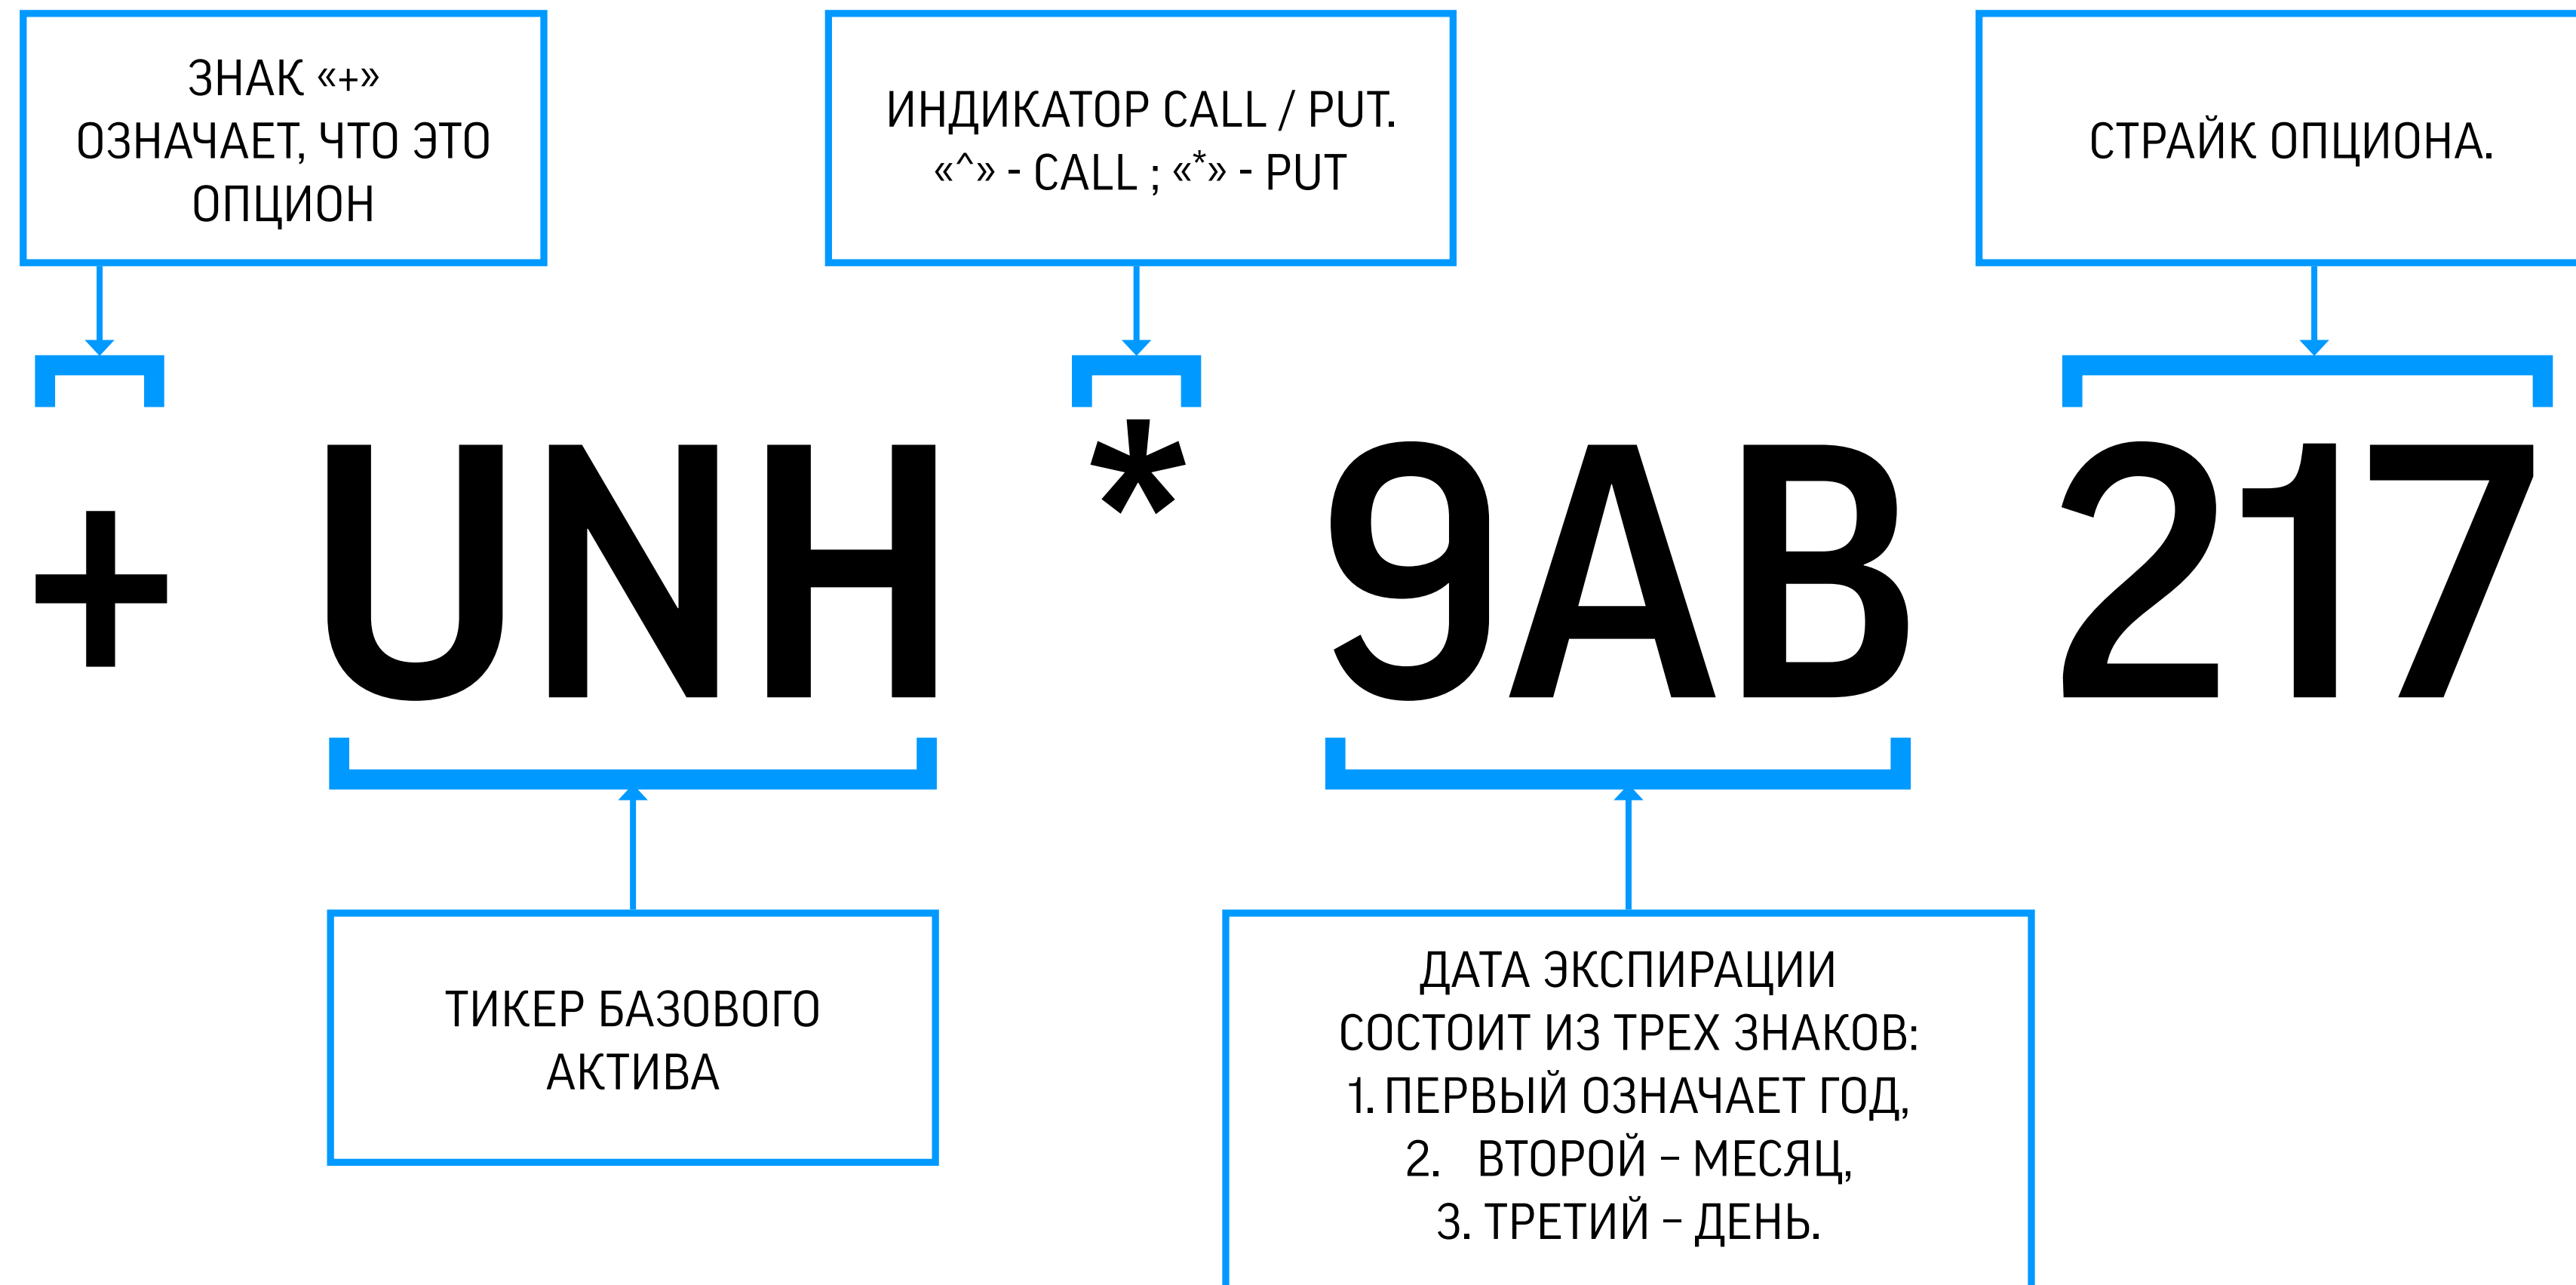 ЗНАК «+»
ОЗНАЧАЕТ, ЧТО ЭТО
ОПЦИОН
ИНДИКАТОР CALL / PUT.
«^» - CALL ; «*» - PUT
СТРАЙК ОПЦИОНА.
+ UNH * 9AB 217
ТИКЕР БАЗОВОГО
АКТИВА
ДАТА ЭКСПИРАЦИИ
СОСТОИТ ИЗ ТРЕХ ЗНАКОВ:
1. ПЕРВЫЙ ОЗНАЧАЕТ ГОД,
2. ВТОРОЙ – МЕСЯЦ,
3. ТРЕТИЙ – ДЕНЬ.